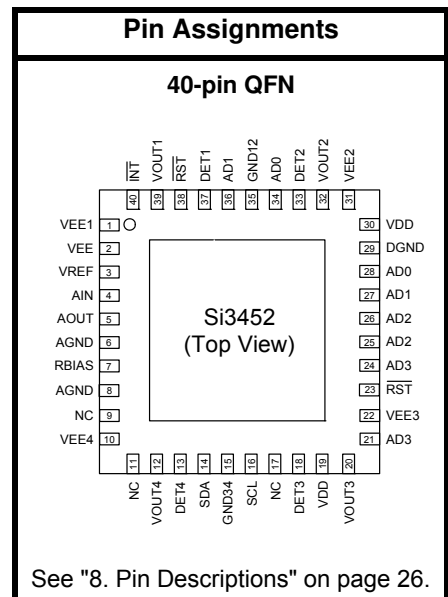 Pin Assignments
40-pin QFN
INT
VOUT1
RST
DET1
AD1
GND12
AD0
DET2
VOUT2
VEE2
40
39
38
37
36
35
34
33
32
31
VEE1 1
VEE 2
VREF 3
AIN 4
AOUT 5
AGND 6
RBIAS 7
AGND 8
NC 9
VEE4 10
Si3452
(Top View)
30 VDD
29 DGND
28 AD0
27 AD1
26 AD2
25 AD2
24 AD3
23 RST
22 VEE3
21 AD3
11
12
13
14
15
16
17
18
19
20
NC
VOUT4
DET4
SDA
GND34
SCL
NC
DET3
VDD
VOUT3
See "8. Pin Descriptions" on page 26.